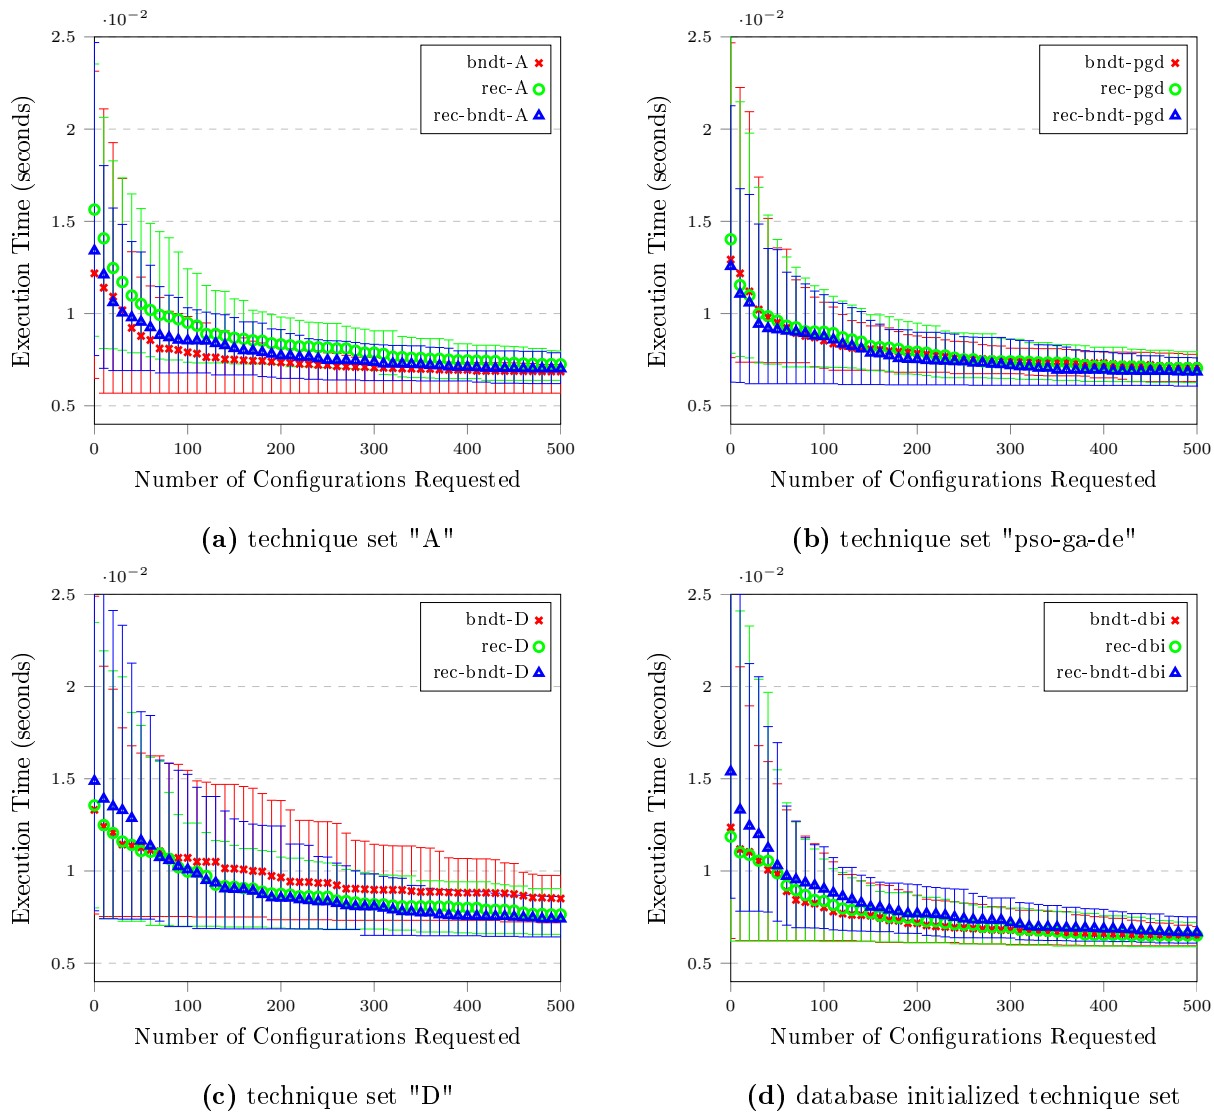 ·10⁻²
2.5
2
1.5
1
0.5
Execution Time (seconds)
bndt-A
rec-A
rec-bndt-A
0 100 200 300 400 500
Number of Configurations Requested
(a) technique set "A"
·10⁻²
2.5
2
1.5
1
0.5
Execution Time (seconds)
bndt-pgd
rec-pgd
rec-bndt-pgd
0 100 200 300 400 500
Number of Configurations Requested
(b) technique set "pso-ga-de"
·10⁻²
2.5
2
1.5
1
0.5
Execution Time (seconds)
bndt-D
rec-D
rec-bndt-D
0 100 200 300 400 500
Number of Configurations Requested
(c) technique set "D"
·10⁻²
2.5
2
1.5
1
0.5
Execution Time (seconds)
bndt-dbi
rec-dbi
rec-bndt-dbi
0 100 200 300 400 500
Number of Configurations Requested
(d) database initialized technique set